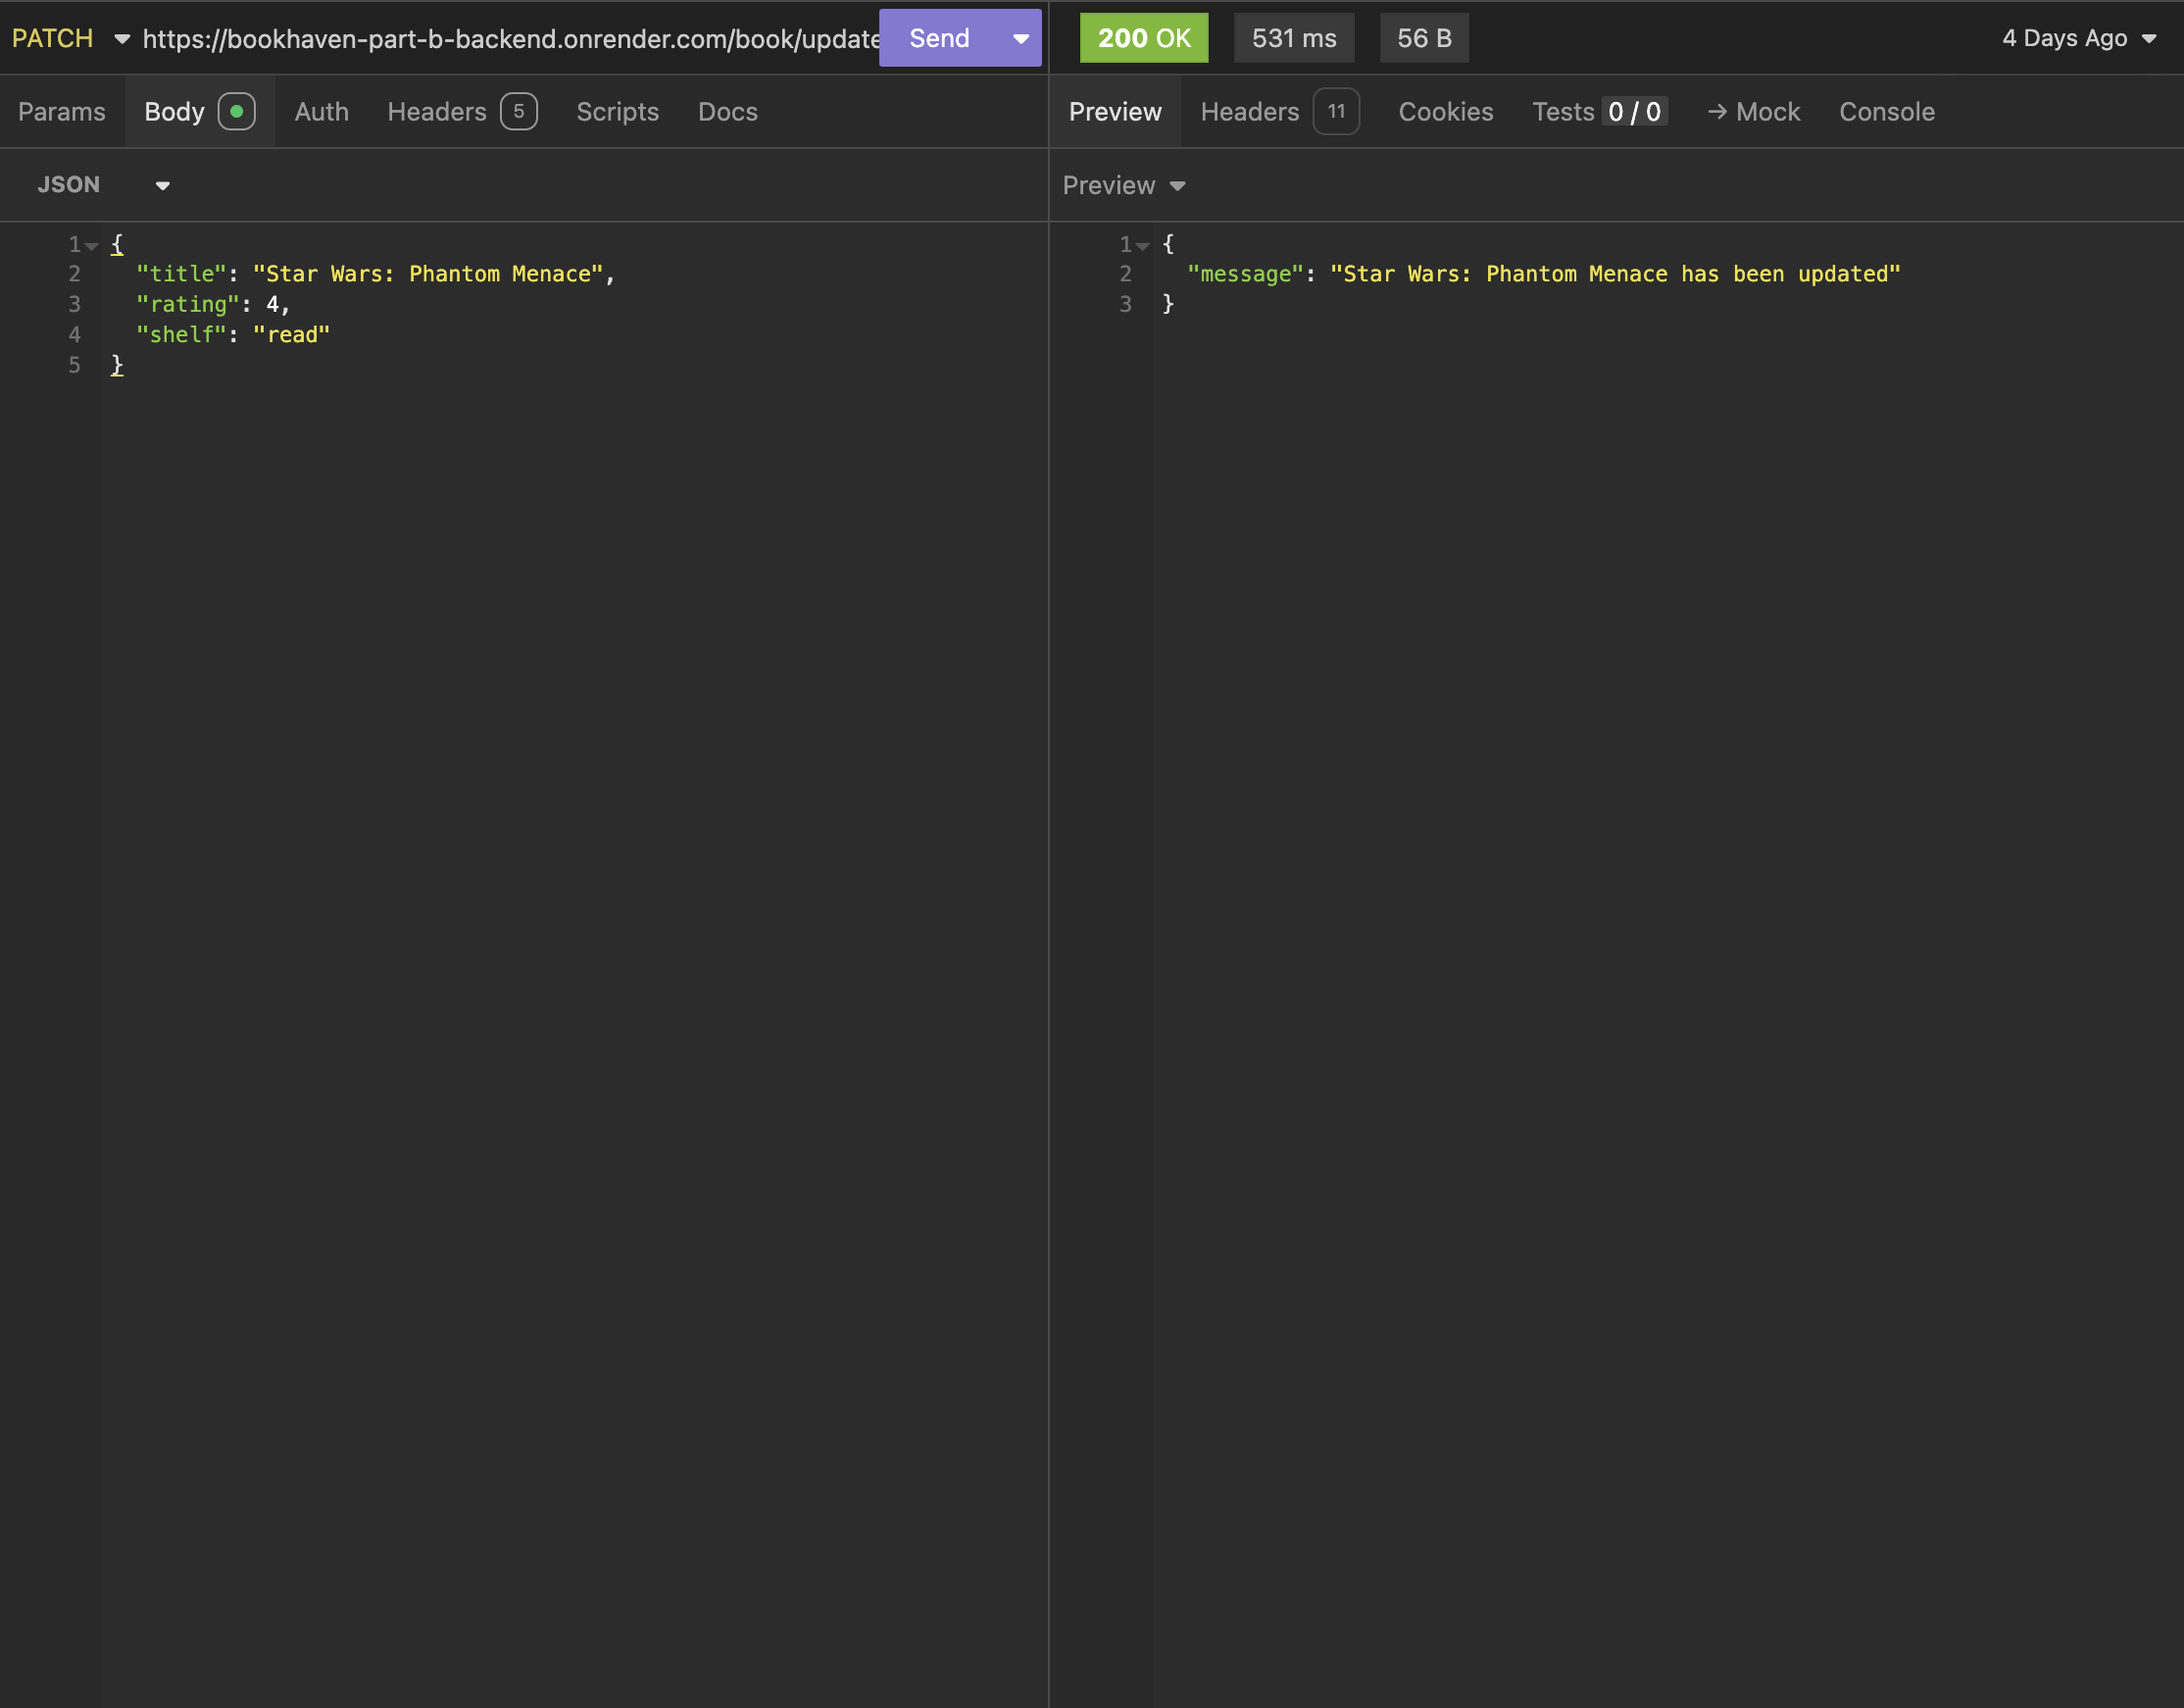 PATCH https://bookhaven-part-b-backend.onrender.com/book/update Send
200 OK 531 ms 56 B 4 Days Ago
Params Body Auth Headers 5 Scripts Docs
Preview Headers 11 Cookies Tests 0 / 0 → Mock Console
JSON
Preview
1 {
2 "title": "Star Wars: Phantom Menace",
3 "rating": 4,
4 "shelf": "read"
5 }
1 {
2 "message": "Star Wars: Phantom Menace has been updated"
3 }